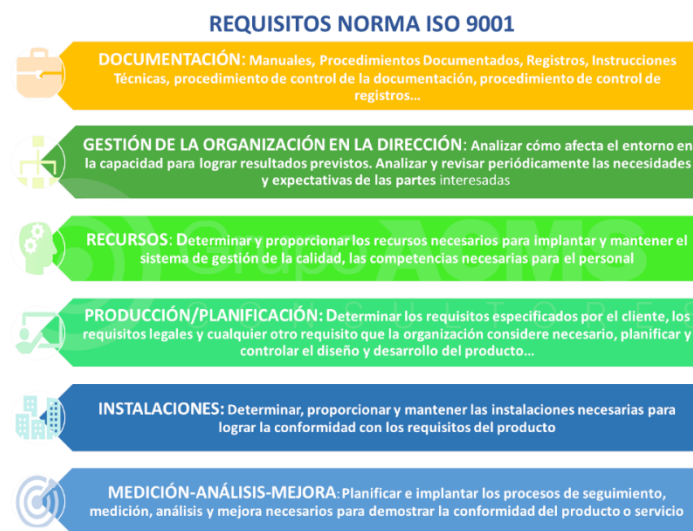 REQUISITOS NORMA ISO 9001
DOCUMENTACIÓN: Manuales, Procedimientos Documentados, Registros, Instrucciones
Técnicas, procedimiento de control de la documentación, procedimiento de control de
registros...
GESTIÓN DE LA ORGANIZACIÓN EN LA DIRECCIÓN: Analizar cómo afecta el entorno en
la capacidad para lograr resultados previstos. Analizar y revisar periódicamente las necesidades
y expectativas de las partes interesadas
RECURSOS: Determinar y proporcionar los recursos necesarios para implantar y mantener el
sistema de gestión de la calidad, las competencias necesarias para el personal
Grupo ACMS
CONSULTORES
PRODUCCIÓN/PLANIFICACIÓN: Determinar los requisitos especificados por el cliente, los
requisitos legales y cualquier otro requisito que la organización considere necesario, planificar y
controlar el diseño y desarrollo del producto...
INSTALACIONES: Determinar, proporcionar y mantener las instalaciones necesarias para
lograr la conformidad con los requisitos del producto
MEDICIÓN-ANÁLISIS-MEJORA: Planificar e implantar los procesos de seguimiento,
medición, análisis y mejora necesarios para demostrar la conformidad del producto o servicio